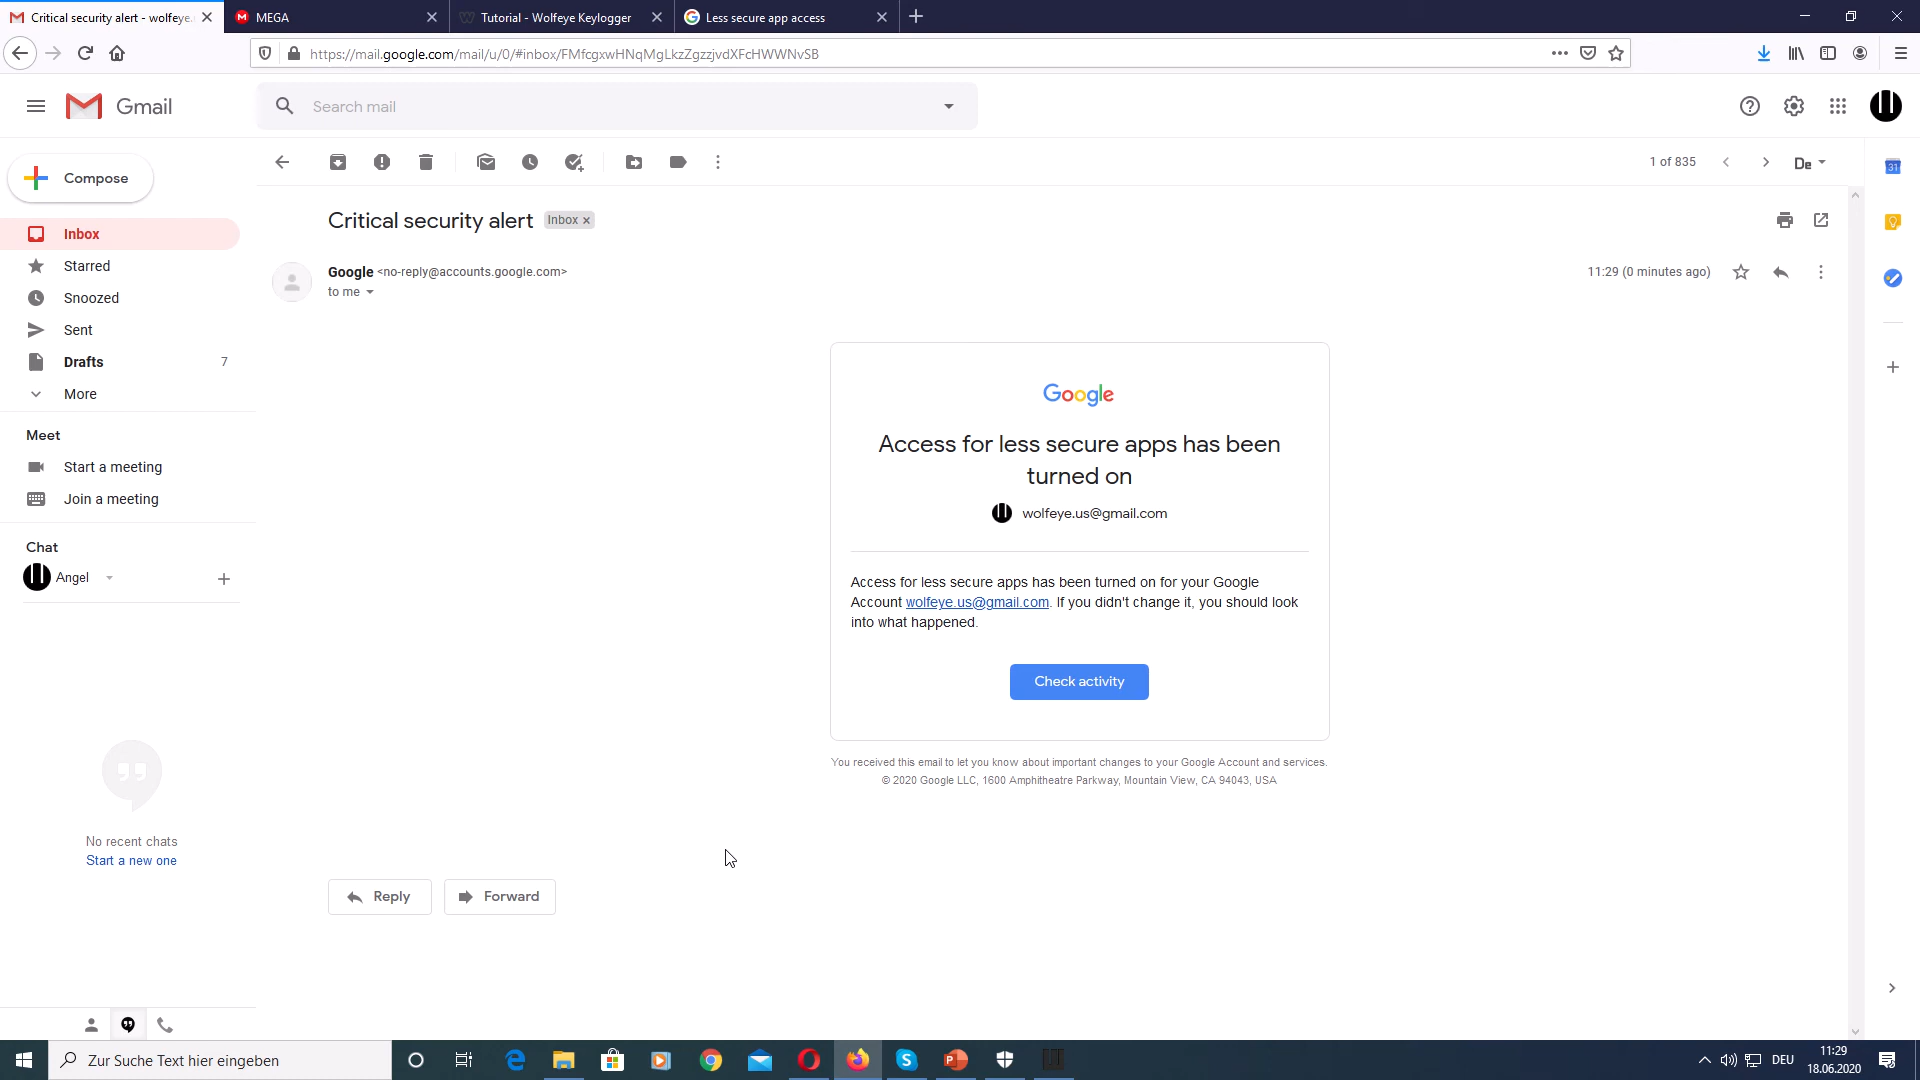 Critical security alert - wolfeye.
MEGA
Tutorial - Wolfeye Keylogger
Less secure app access
https://mail.google.com/mail/u/0/#inbox/FMfcgxwHNqMgLkzZgzzjvdXFcHWWNvSB
Gmail
Search mail
Compose
1 of 835
De
Inbox
Starred
Snoozed
Sent
Drafts 7
More
Meet
Start a meeting
Join a meeting
Chat
Angel
No recent chats
Start a new one
Critical security alert Inbox x
Google <no-reply@accounts.google.com>
11:29 (0 minutes ago)
to me
Google
Access for less secure apps has been
turned on
wolfeye.us@gmail.com
Access for less secure apps has been turned on for your Google
Account wolfeye.us@gmail.com. If you didn't change it, you should look
into what happened.
Check activity
You received this email to let you know about important changes to your Google Account and services.
© 2020 Google LLC, 1600 Amphitheatre Parkway, Mountain View, CA 94043, USA
Reply
Forward
31
Zur Suche Text hier eingeben
DEU
11:29
18.06.2020